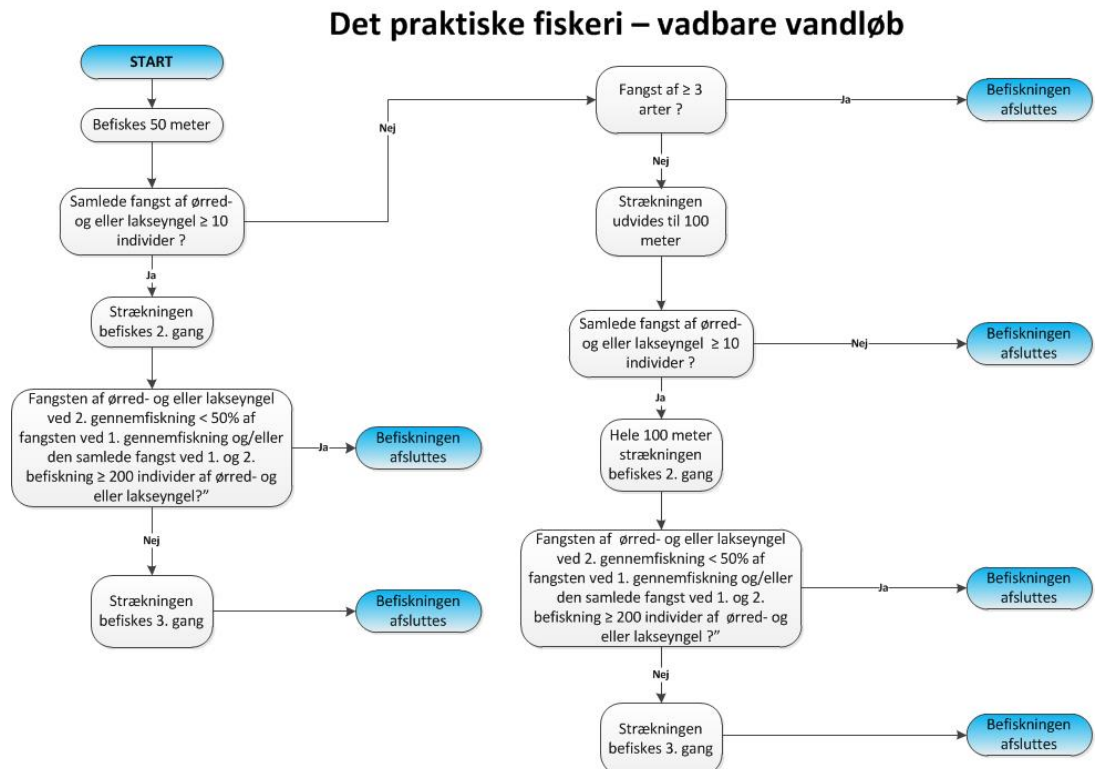 Det praktiske fiskeri – vadbare vandløb
START
Befiskes 50 meter
Samlede fangst af ørred-
og eller lakseyngel ≥ 10
individer ?
Nej
Ja
Strækningen
befiskes 2. gang
Fangsten af ørred- og eller lakseyngel
ved 2. gennemfiskning < 50% af
fangsten ved 1. gennemfiskning og/eller
den samlede fangst ved 1. og 2.
befiskning ≥ 200 individer af ørred- og
eller lakseyngel?”
Ja
Befiskningen
afsluttes
Nej
Strækningen
befiskes 3. gang
Befiskningen
afsluttes
Fangst af ≥ 3
arter ?
Ja
Befiskningen
afsluttes
Nej
Strækningen
udvides til 100
meter
Samlede fangst af ørred-
og eller lakseyngel ≥ 10
individer ?
Nej
Befiskningen
afsluttes
Ja
Hele 100 meter
strækningen
befiskes 2. gang
Fangsten af ørred- og eller lakseyngel
ved 2. gennemfiskning < 50% af
fangsten ved 1. gennemfiskning og/eller
den samlede fangst ved 1. og 2.
befiskning ≥ 200 individer af ørred- og
eller lakseyngel ?”
Ja
Befiskningen
afsluttes
Nej
Strækningen
befiskes 3. gang
Befiskningen
afsluttes